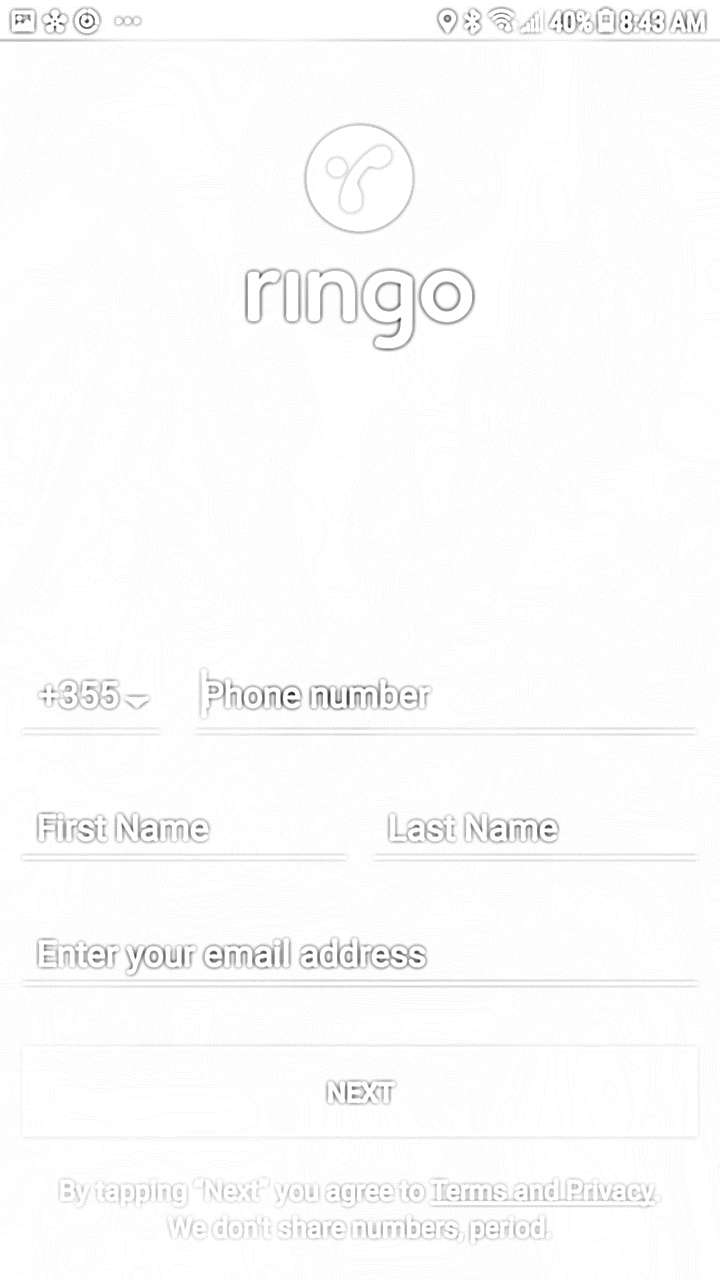 40% 8:43 AM
ringo
+355 Phone number
First Name Last Name
Enter your email address
NEXT
By tapping "Next" you agree to Terms and Privacy.
We don't share numbers, period.